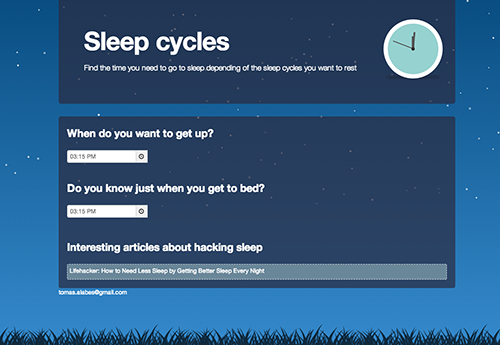 Sleep cycles
Find the time you need to go to sleep depending of the sleep cycles you want to rest
When do you want to get up?
03:15 PM
Do you know just when you get to bed?
03:15 PM
Interesting articles about hacking sleep
Lifehacker: How to Need Less Sleep by Getting Better Sleep Every Night
tomas.alabes@gmail.com